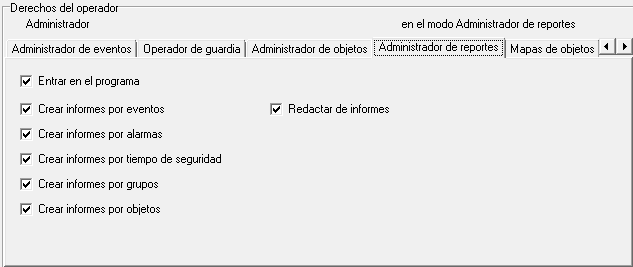 Derechos del operador
Administrador en el modo Administrador de reportes
Administrador de eventos Operador de guardia Administrador de objetos Administrador de reportes Mapas de objetos
Entrar en el programa
Crear informes por eventos Redactar de informes
Crear informes por alarmas
Crear informes por tiempo de seguridad
Crear informes por grupos
Crear informes por objetos